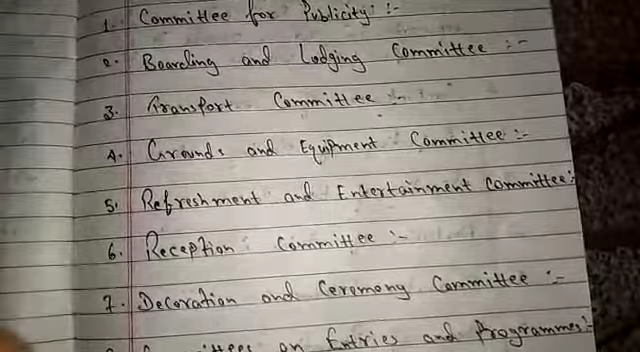 1. Committee for Publicity :-
2. Boarding and Lodging Committee :-
3. Transport Committee :-
4. Grounds and Equipment Committee :-
5. Refreshment and Entertainment Committee :-
6. Reception Committee :-
7. Decoration and Ceremony Committee :-
on Entries and Programmes :-